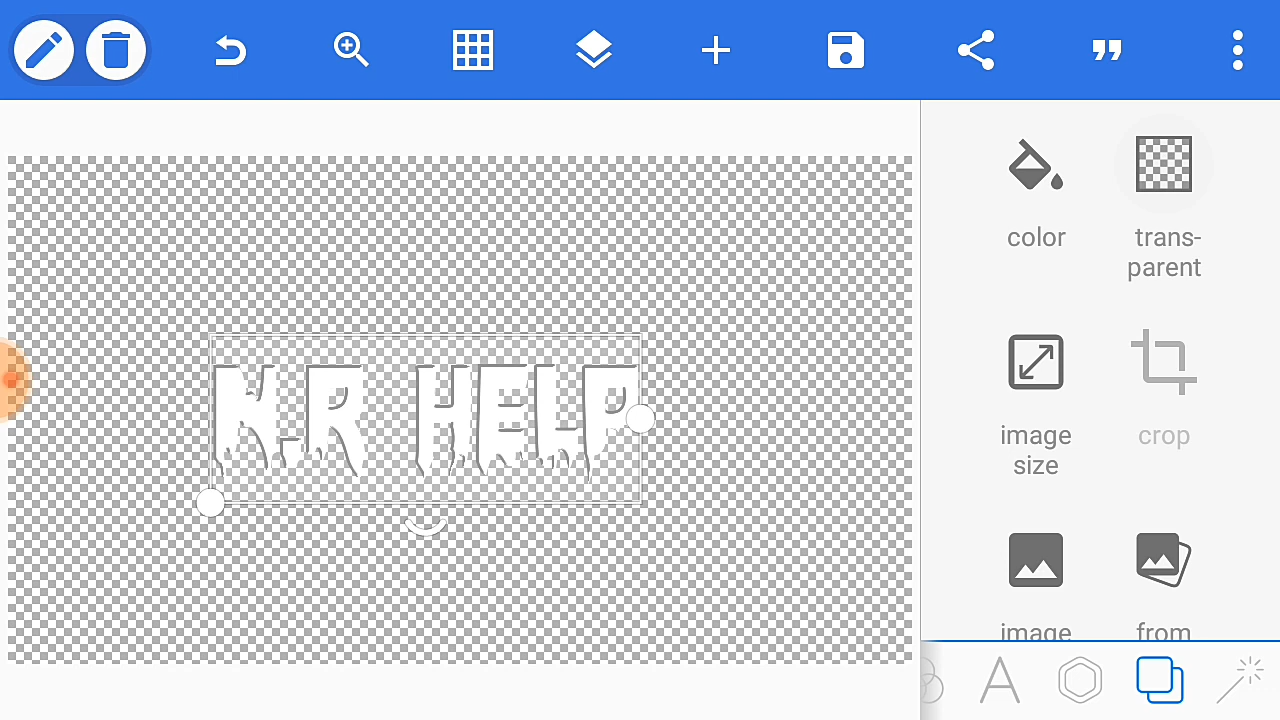 color
trans-
parent
N.R HELP
image
size
crop
image
from